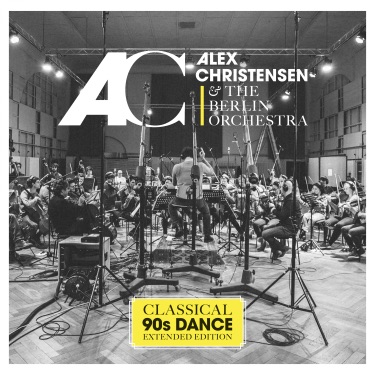 AC
ALEX
CHRISTENSEN
& THE
BERLIN
ORCHESTRA
CLASSICAL
90s DANCE
EXTENDED EDITION